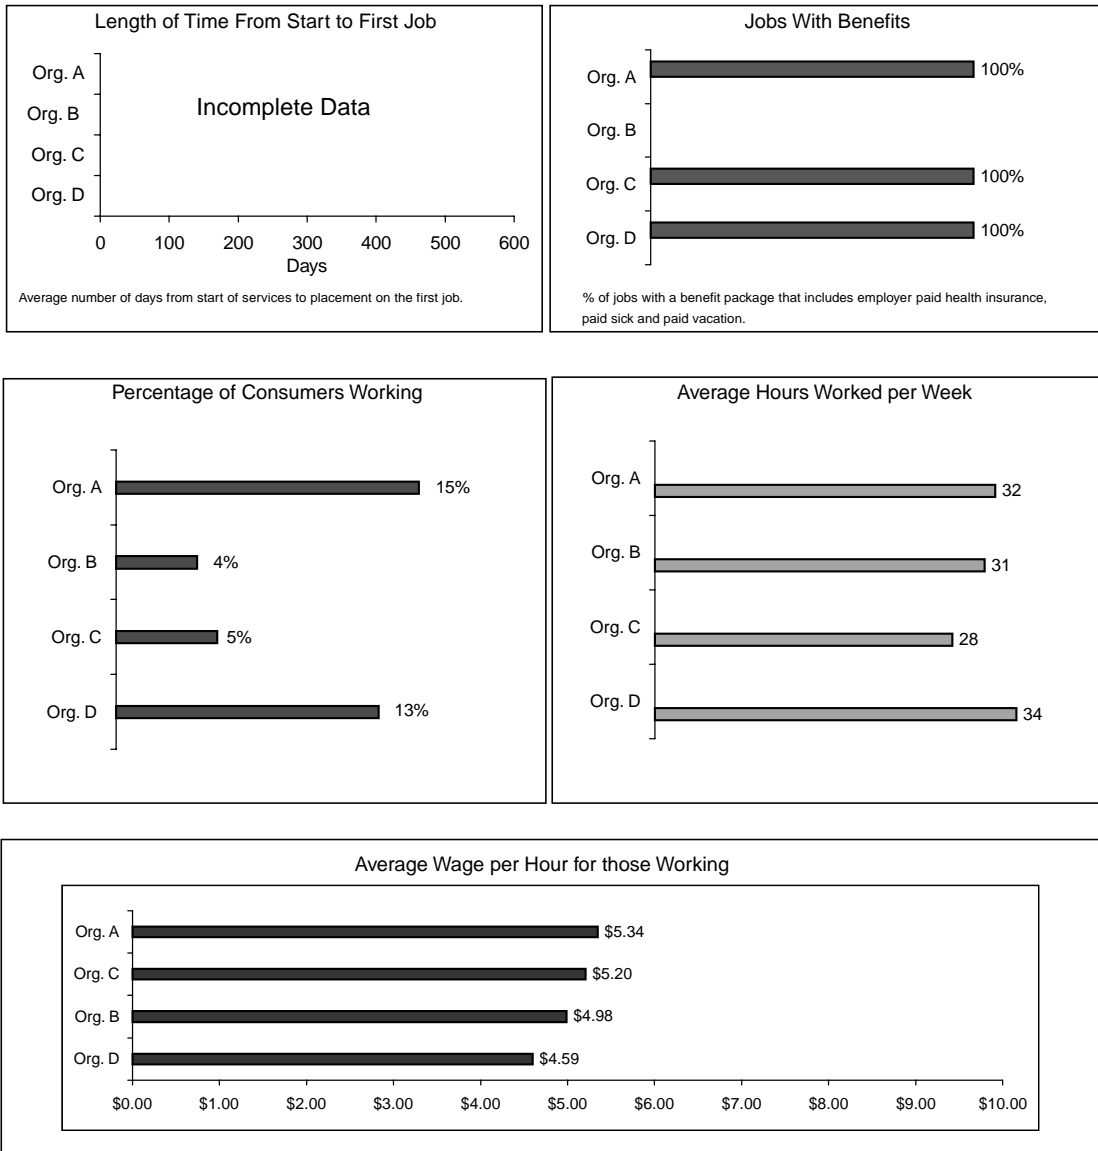 Length of Time From Start to First Job
Org. A
Org. B
Incomplete Data
Org. C
Org. D
0 100 200 300 400 500 600
Days
Average number of days from start of services to placement on the first job.
Jobs With Benefits
Org. A 100%
Org. B
Org. C 100%
Org. D 100%
% of jobs with a benefit package that includes employer paid health insurance,
paid sick and paid vacation.
Percentage of Consumers Working
Org. A 15%
Org. B 4%
Org. C 5%
Org. D 13%
Average Hours Worked per Week
Org. A 32
Org. B 31
Org. C 28
Org. D 34
Average Wage per Hour for those Working
Org. A $5.34
Org. C $5.20
Org. B $4.98
Org. D $4.59
$0.00 $1.00 $2.00 $3.00 $4.00 $5.00 $6.00 $7.00 $8.00 $9.00 $10.00